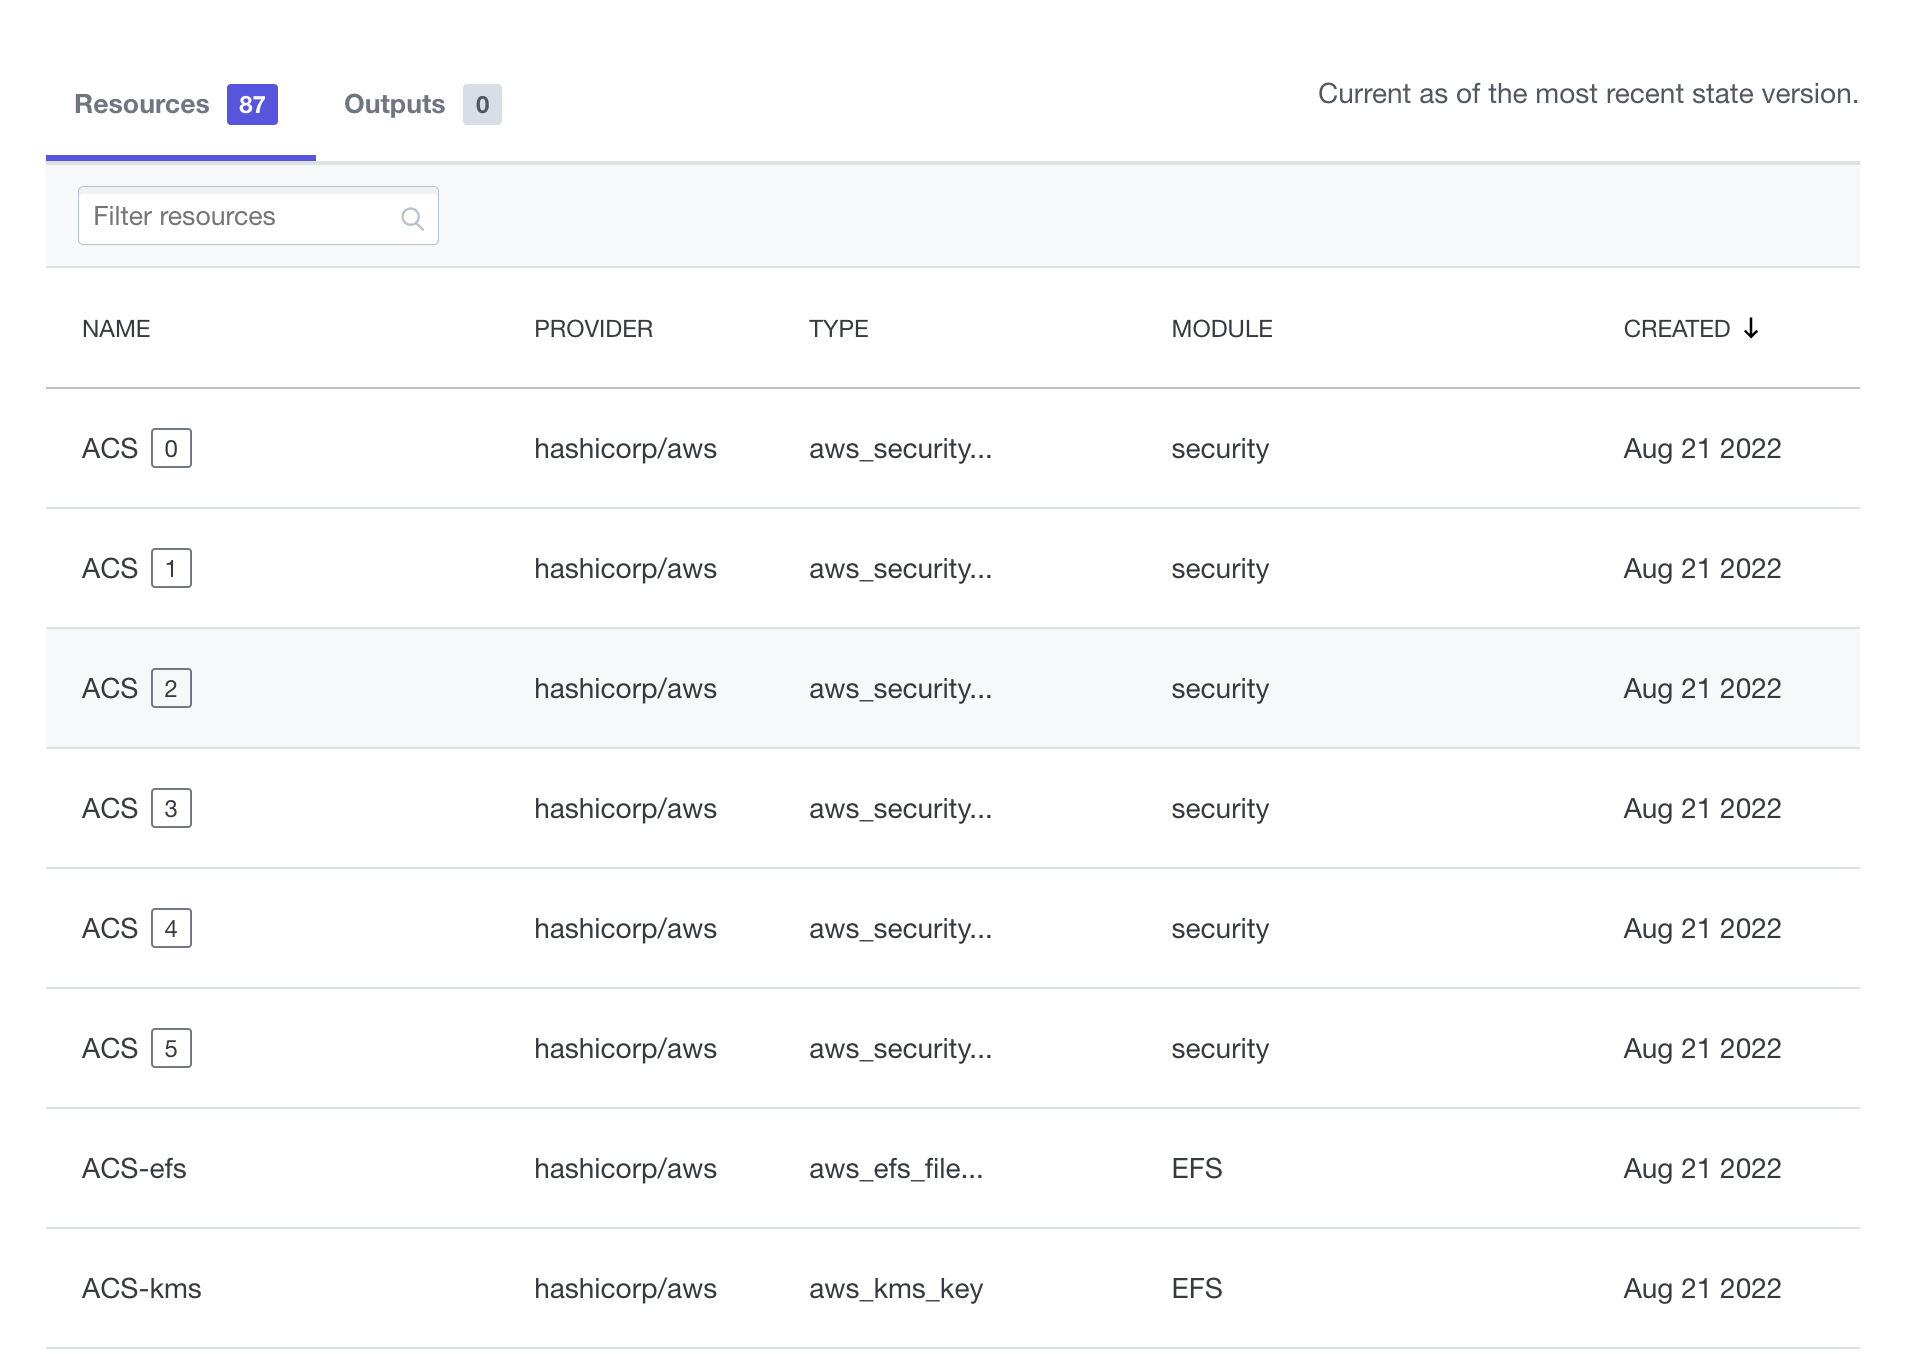 Resources 87 Outputs 0 Current as of the most recent state version.
Filter resources
NAME PROVIDER TYPE MODULE CREATED ↓
ACS 0 hashicorp/aws aws_security... security Aug 21 2022
ACS 1 hashicorp/aws aws_security... security Aug 21 2022
ACS 2 hashicorp/aws aws_security... security Aug 21 2022
ACS 3 hashicorp/aws aws_security... security Aug 21 2022
ACS 4 hashicorp/aws aws_security... security Aug 21 2022
ACS 5 hashicorp/aws aws_security... security Aug 21 2022
ACS-efs hashicorp/aws aws_efs_file... EFS Aug 21 2022
ACS-kms hashicorp/aws aws_kms_key EFS Aug 21 2022